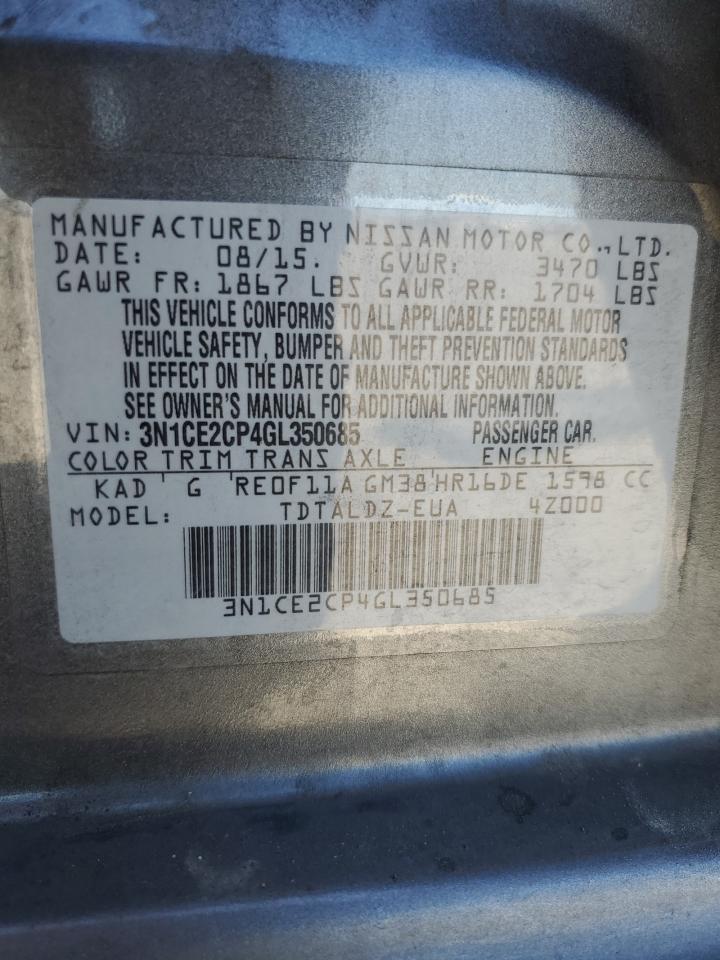 MANUFACTURED BY NISSAN MOTOR CO., LTD.
DATE: 08/15. GVWR: 3470 LBS
GAWR FR: 1867 LBS GAWR RR: 1704 LBS
THIS VEHICLE CONFORMS TO ALL APPLICABLE FEDERAL MOTOR
VEHICLE SAFETY, BUMPER AND THEFT PREVENTION STANDARDS
IN EFFECT ON THE DATE OF MANUFACTURE SHOWN ABOVE.
SEE OWNER'S MANUAL FOR ADDITIONAL INFORMATION.
VIN: 3N1CE2CP4GL350685 PASSENGER CAR.
COLOR TRIM TRANS AXLE ENGINE
KAD G RE0F11A GM38 HR16DE 1598 CC
MODEL: TDTALDZ-EUA 4Z000
3N1CE2CP4GL350685